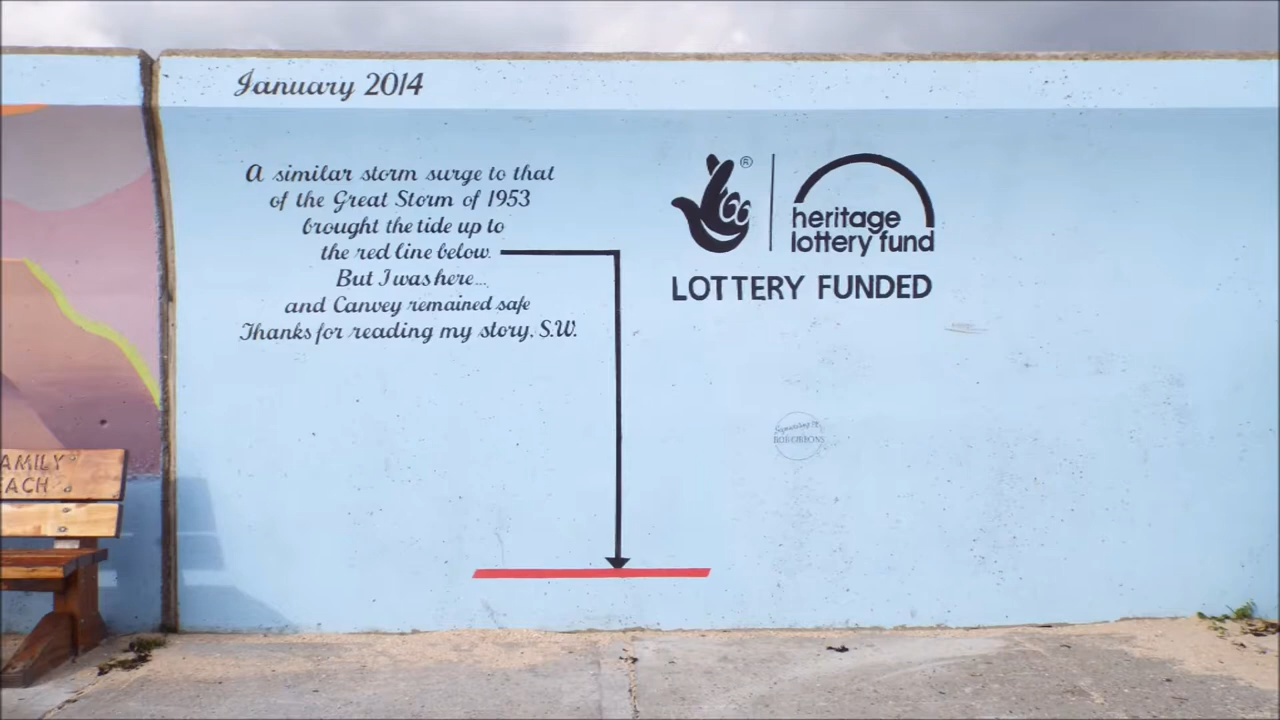 January 2014
A similar storm surge to that
of the Great Storm of 1953
brought the tide up to
the red line below.
But I was here...
and Canvey remained safe
Thanks for reading my story. S.W.
®
heritage
lottery fund
LOTTERY FUNDED
AMILY
EACH